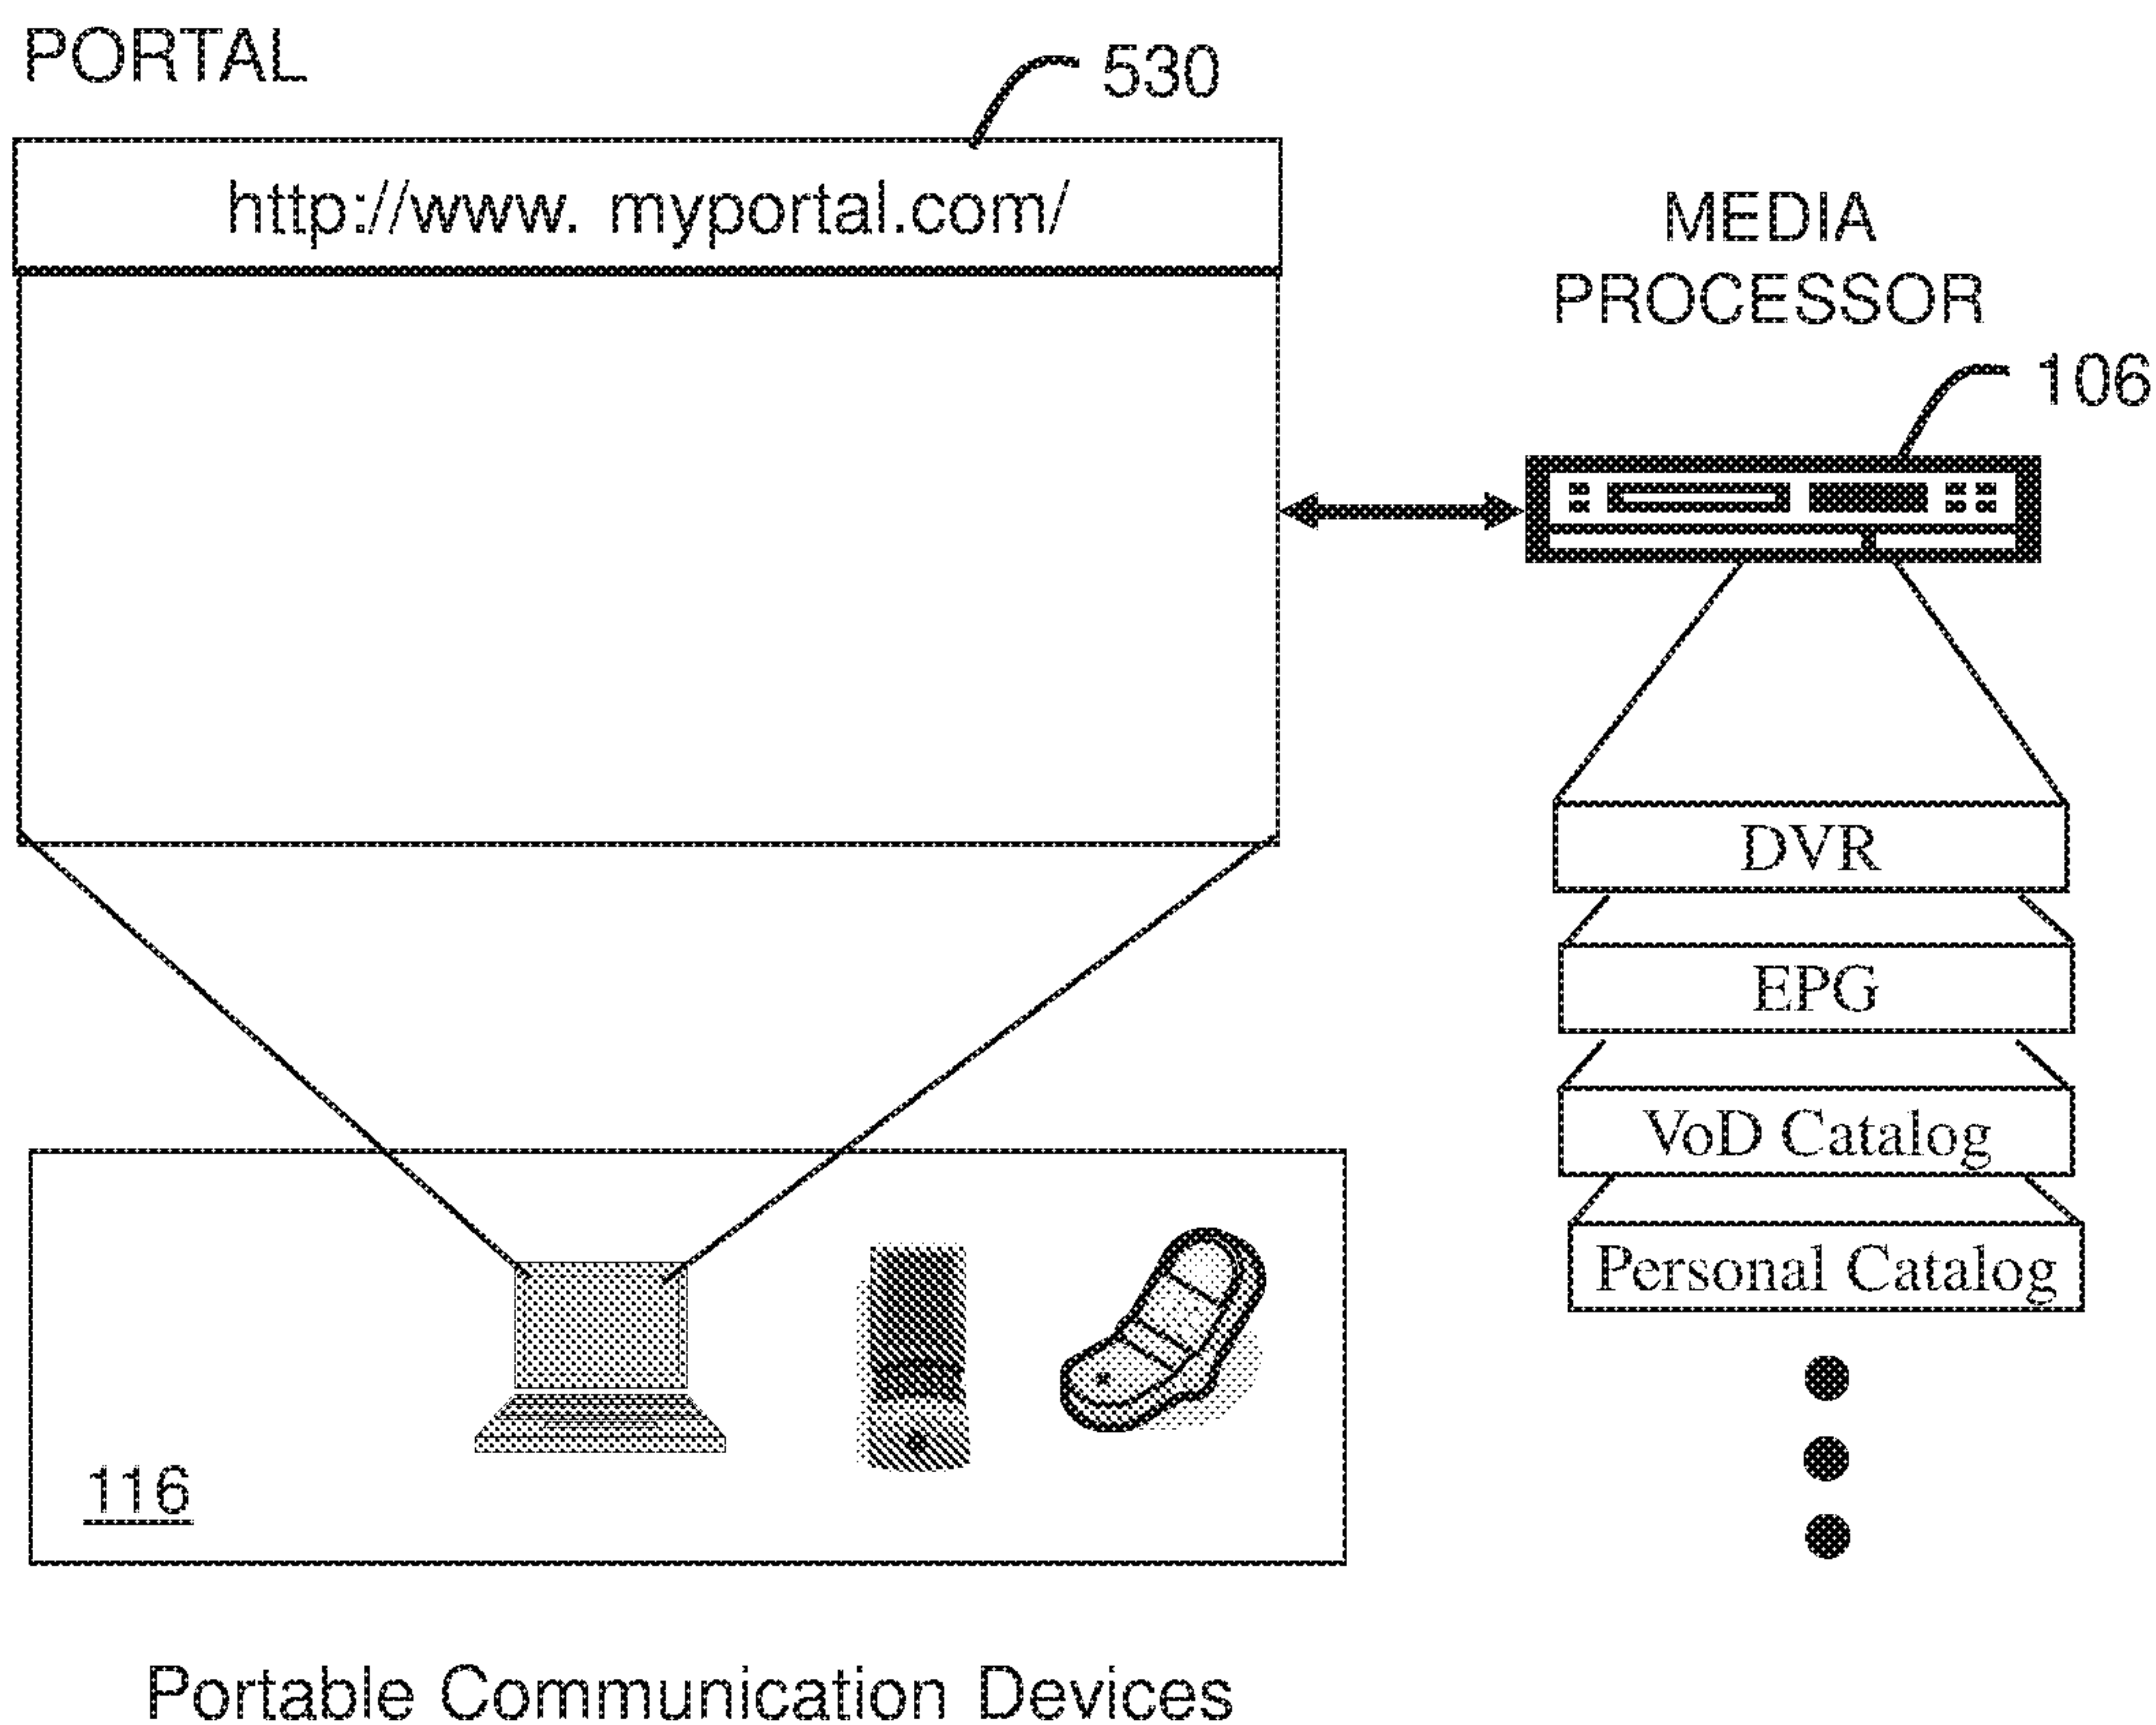 PORTAL
530
http://www. myportal.com/
MEDIA
PROCESSOR
106
DVR
EPG
VoD Catalog
Personal Catalog
116
Portable Communication Devices